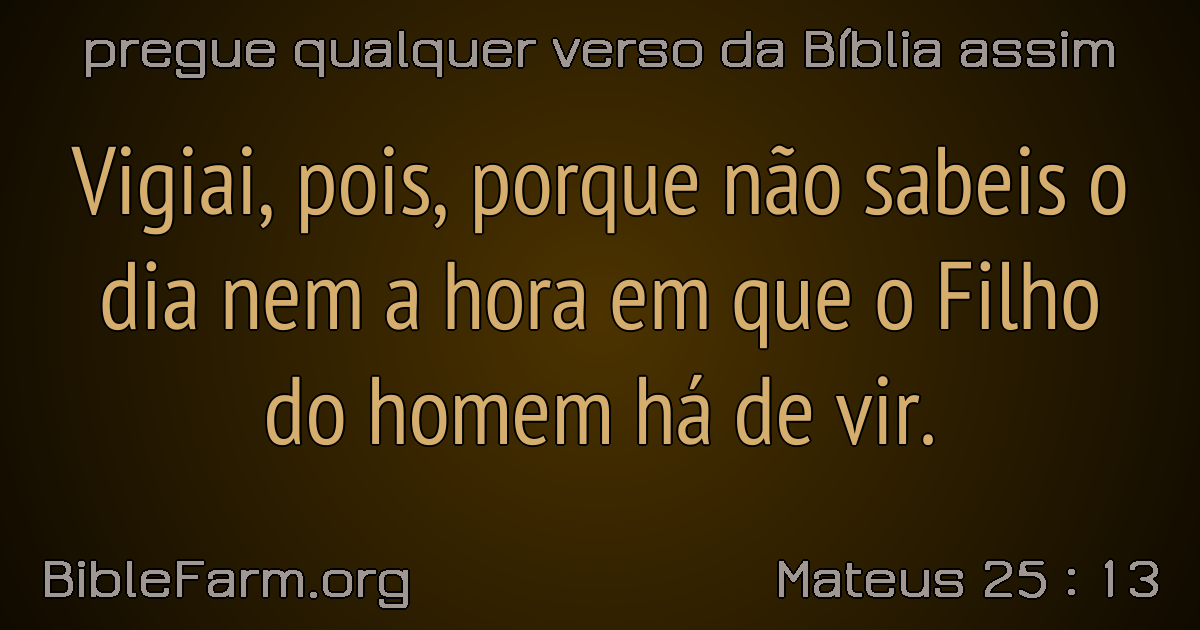 pregue qualquer verso da Bíblia assim
Vigiai, pois, porque não sabeis o
dia nem a hora em que o Filho
do homem há de vir.
BibleFarm.org
Mateus 25 : 13